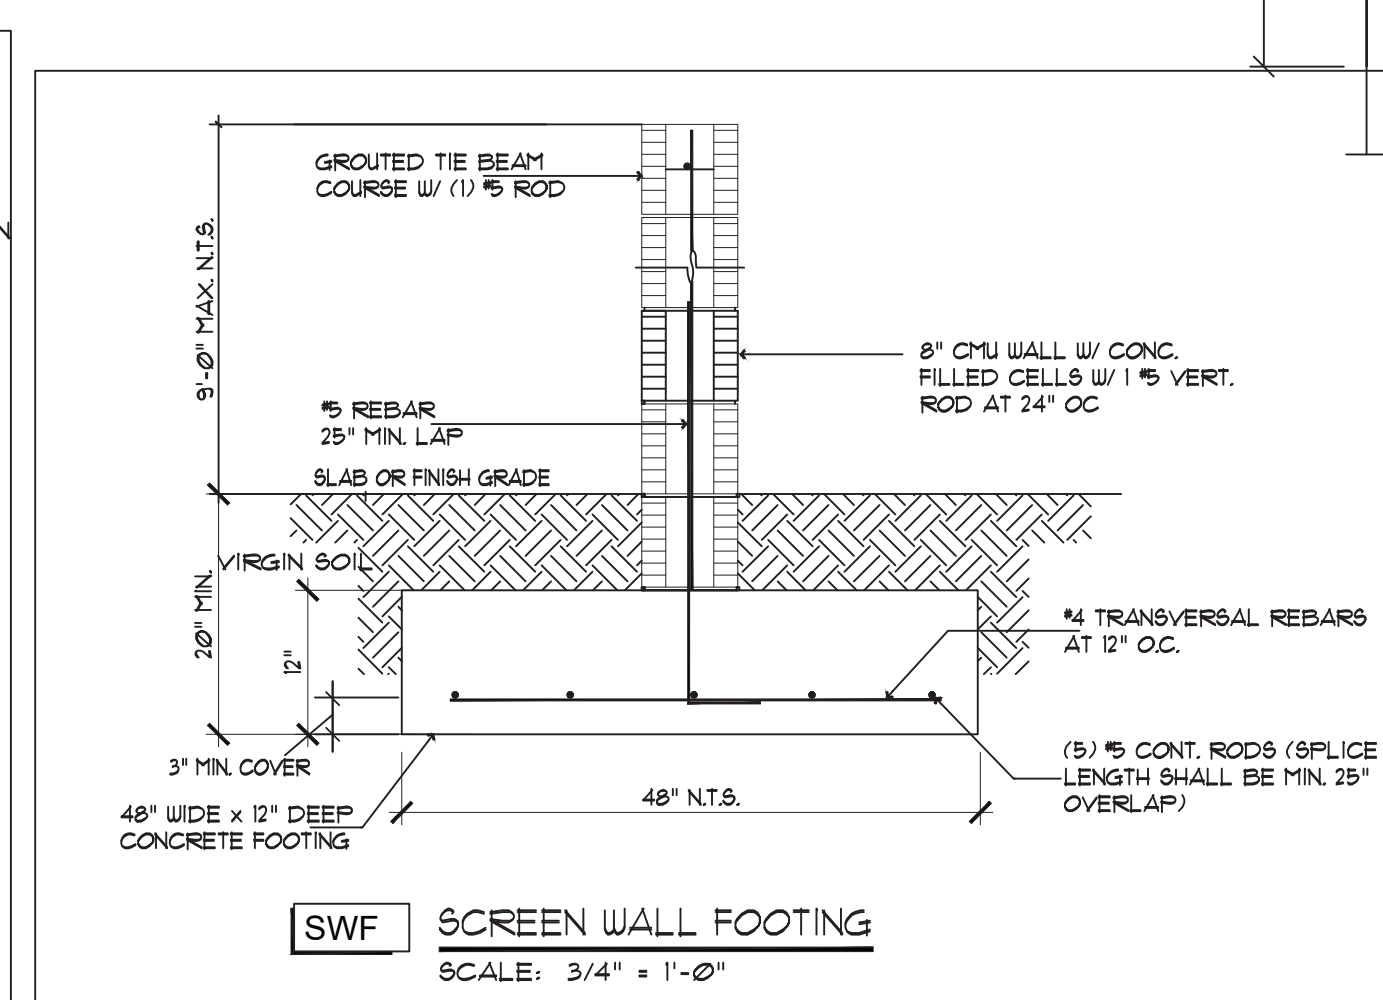 GROUTED TIE BEAM
COURSE W/ (1) #5 ROD
9'-0" MAX. N.T.S.
8" CMU WALL W/ CONC.
FILLED CELLS W/ 1 #5 VERT.
ROD AT 24" OC
#5 REBAR
25" MIN. LAP
SLAB OR FINISH GRADE
VIRGIN SOIL
20" MIN.
12"
#4 TRANSVERSAL REBARS
AT 12" O.C.
3" MIN. COVER
(5) #5 CONT. RODS (SPLICE
LENGTH SHALL BE MIN. 25"
OVERLAP)
48" WIDE x 12" DEEP
CONCRETE FOOTING
48" N.T.S.
SWF
SCREEN WALL FOOTING
SCALE: 3/4" = 1'-0"